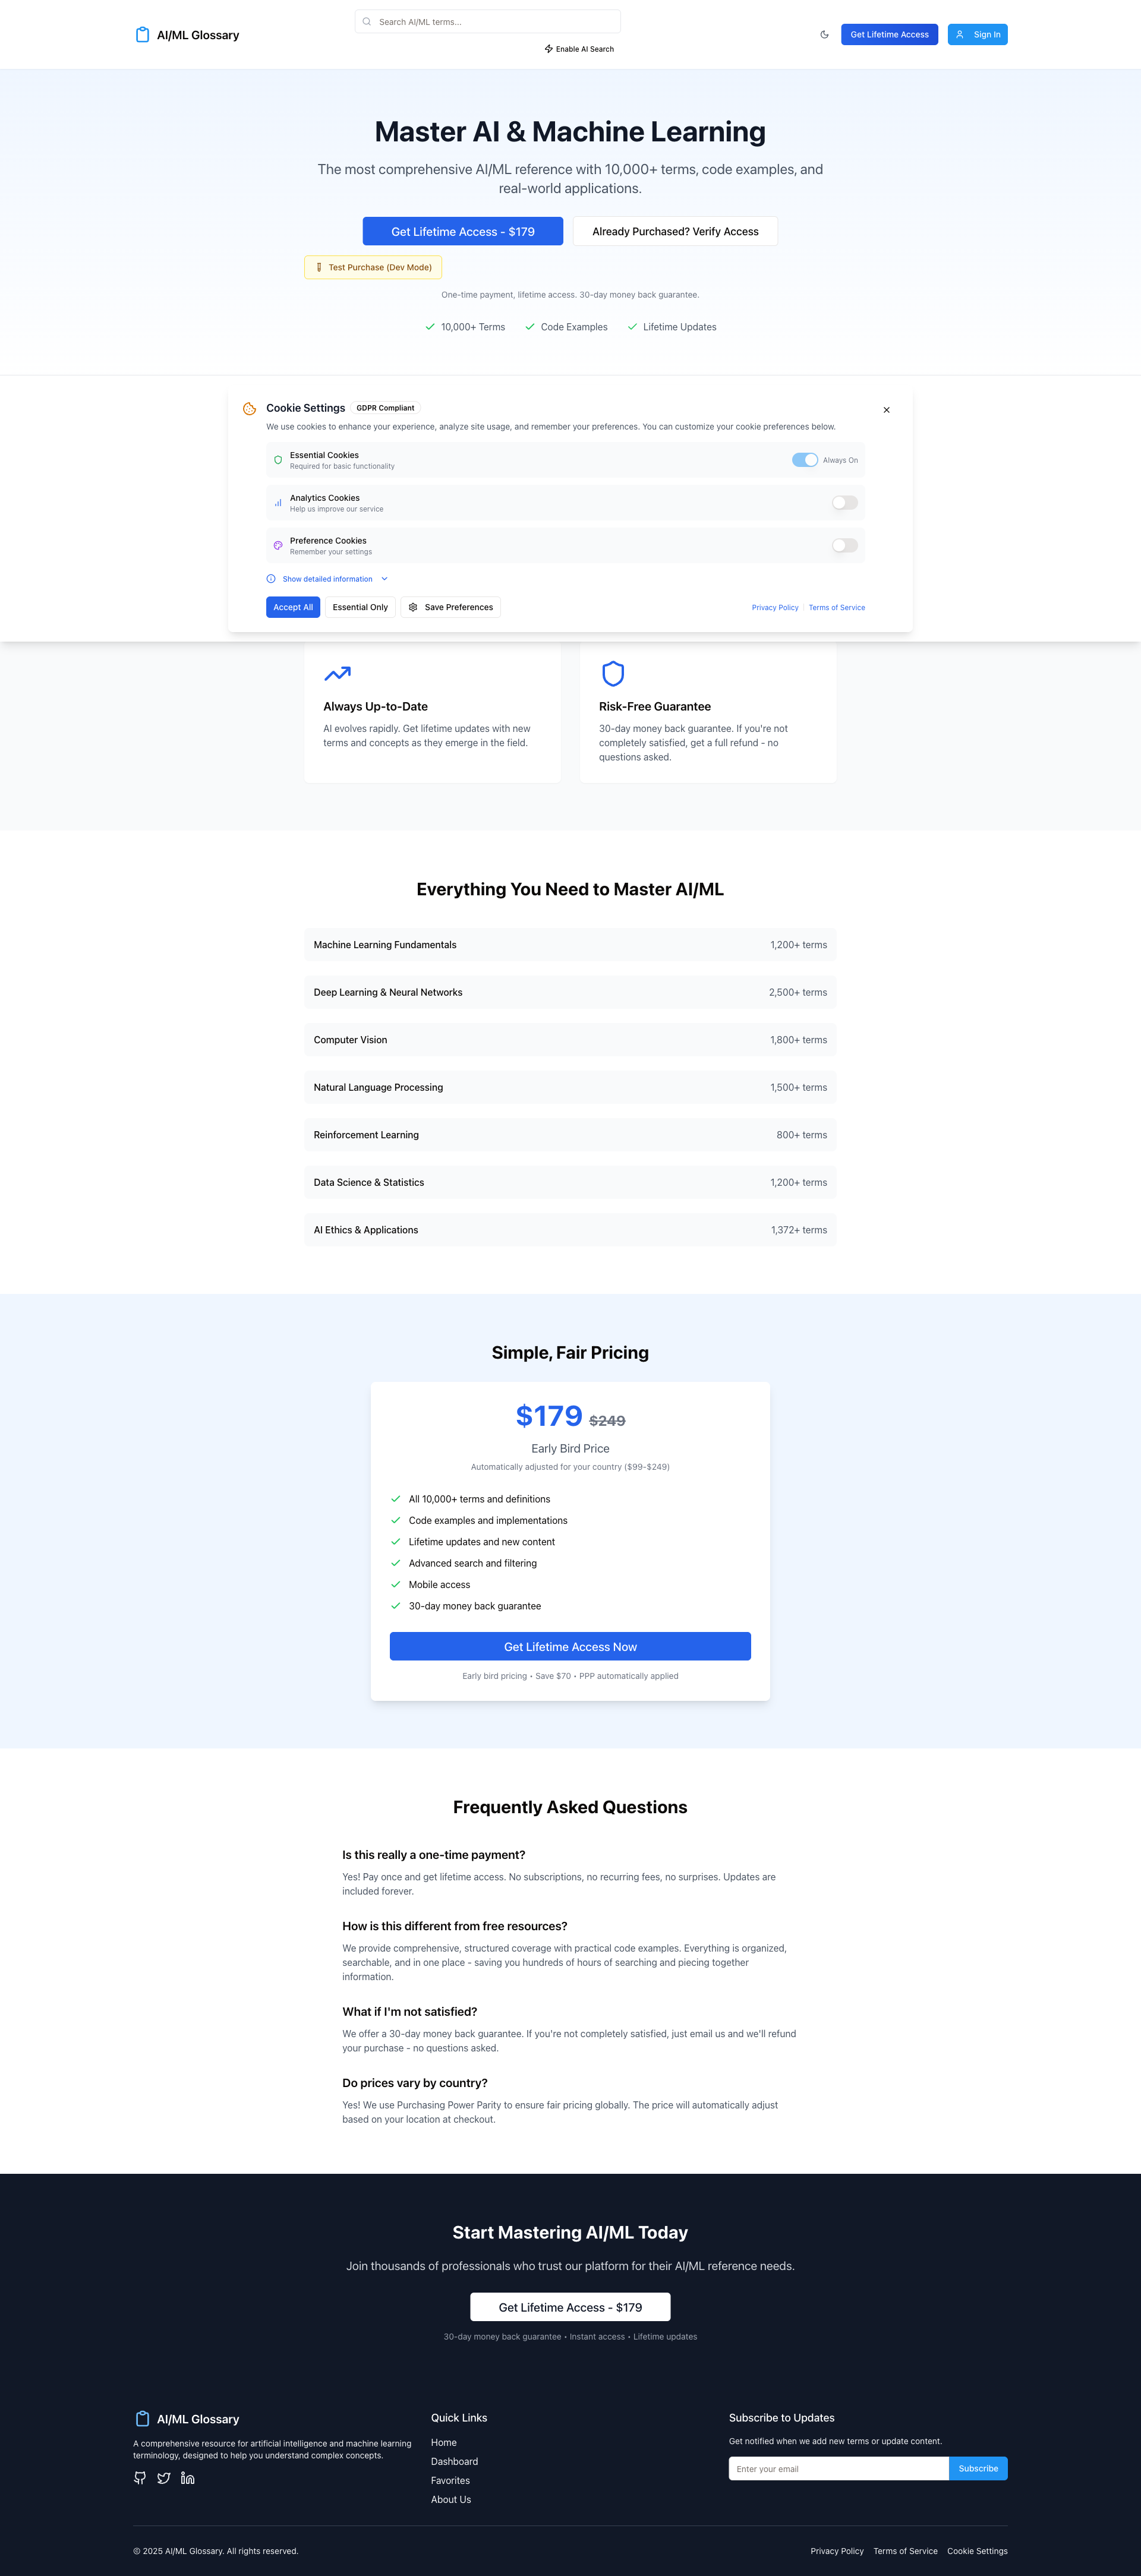 AI/ML Glossary
Search AI/ML terms...
Enable AI Search
Get Lifetime Access
Sign In
Master AI & Machine Learning
The most comprehensive AI/ML reference with 10,000+ terms, code examples, and
real-world applications.
Get Lifetime Access - $179
Already Purchased? Verify Access
Test Purchase (Dev Mode)
One-time payment, lifetime access. 30-day money back guarantee.
10,000+ Terms
Code Examples
Lifetime Updates
Cookie Settings
GDPR Compliant
We use cookies to enhance your experience, analyze site usage, and remember your preferences. You can customize your cookie preferences below.
Essential Cookies
Required for basic functionality
Always On
Analytics Cookies
Help us improve our service
Preference Cookies
Remember your settings
Show detailed information
Accept All
Essential Only
Save Preferences
Privacy Policy
Terms of Service
Always Up-to-Date
AI evolves rapidly. Get lifetime updates with new
terms and concepts as they emerge in the field.
Risk-Free Guarantee
30-day money back guarantee. If you're not
completely satisfied, get a full refund - no
questions asked.
Everything You Need to Master AI/ML
Machine Learning Fundamentals
1,200+ terms
Deep Learning & Neural Networks
2,500+ terms
Computer Vision
1,800+ terms
Natural Language Processing
1,500+ terms
Reinforcement Learning
800+ terms
Data Science & Statistics
1,200+ terms
AI Ethics & Applications
1,372+ terms
Simple, Fair Pricing
$179 $249
Early Bird Price
Automatically adjusted for your country ($99-$249)
All 10,000+ terms and definitions
Code examples and implementations
Lifetime updates and new content
Advanced search and filtering
Mobile access
30-day money back guarantee
Get Lifetime Access Now
Early bird pricing • Save $70 • PPP automatically applied
Frequently Asked Questions
Is this really a one-time payment?
Yes! Pay once and get lifetime access. No subscriptions, no recurring fees, no surprises. Updates are
included forever.
How is this different from free resources?
We provide comprehensive, structured coverage with practical code examples. Everything is organized,
searchable, and in one place - saving you hundreds of hours of searching and piecing together
information.
What if I'm not satisfied?
We offer a 30-day money back guarantee. If you're not completely satisfied, just email us and we'll refund
your purchase - no questions asked.
Do prices vary by country?
Yes! We use Purchasing Power Parity to ensure fair pricing globally. The price will automatically adjust
based on your location at checkout.
Start Mastering AI/ML Today
Join thousands of professionals who trust our platform for their AI/ML reference needs.
Get Lifetime Access - $179
30-day money back guarantee • Instant access • Lifetime updates
AI/ML Glossary
A comprehensive resource for artificial intelligence and machine learning
terminology, designed to help you understand complex concepts.
Quick Links
Home
Dashboard
Favorites
About Us
Subscribe to Updates
Get notified when we add new terms or update content.
Enter your email
Subscribe
© 2025 AI/ML Glossary. All rights reserved.
Privacy Policy
Terms of Service
Cookie Settings